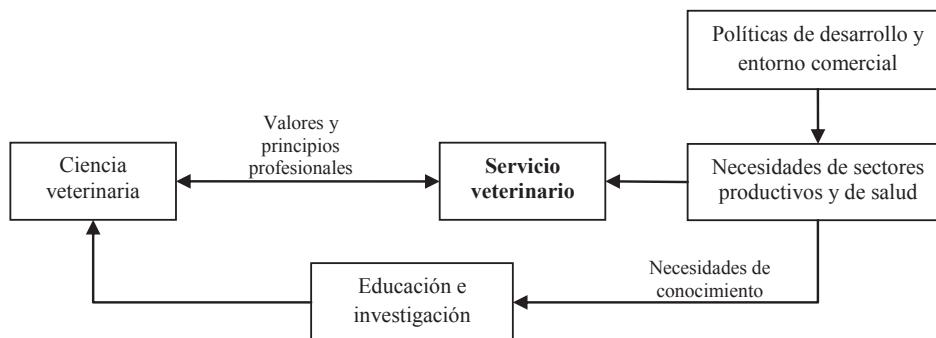 Políticas de desarrollo y
entorno comercial
Valores y
principios
profesionales
Ciencia
veterinaria
Servicio
veterinario
Necesidades de sectores
productivos y de salud
Educación e
investigación
Necesidades de
conocimiento